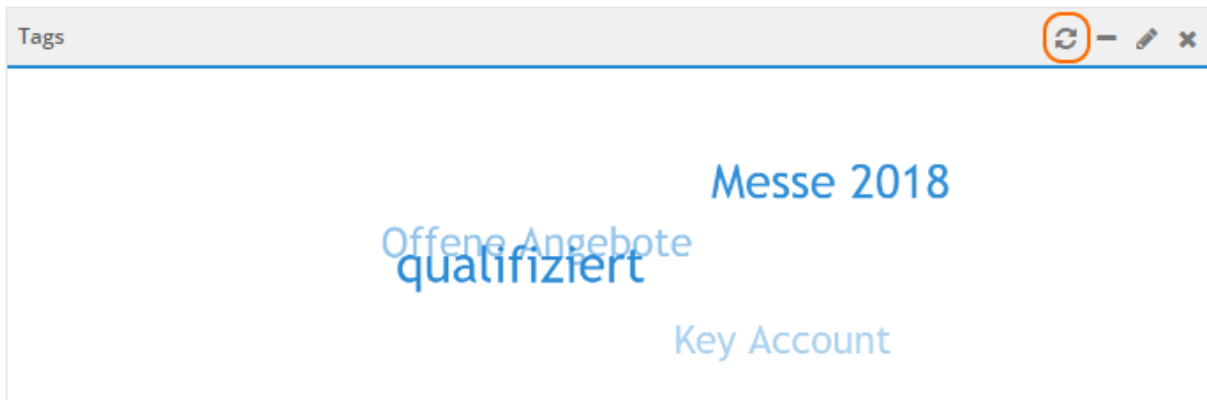 Tags
Messe 2018
Offene Angebote
qualifiziert
Key Account